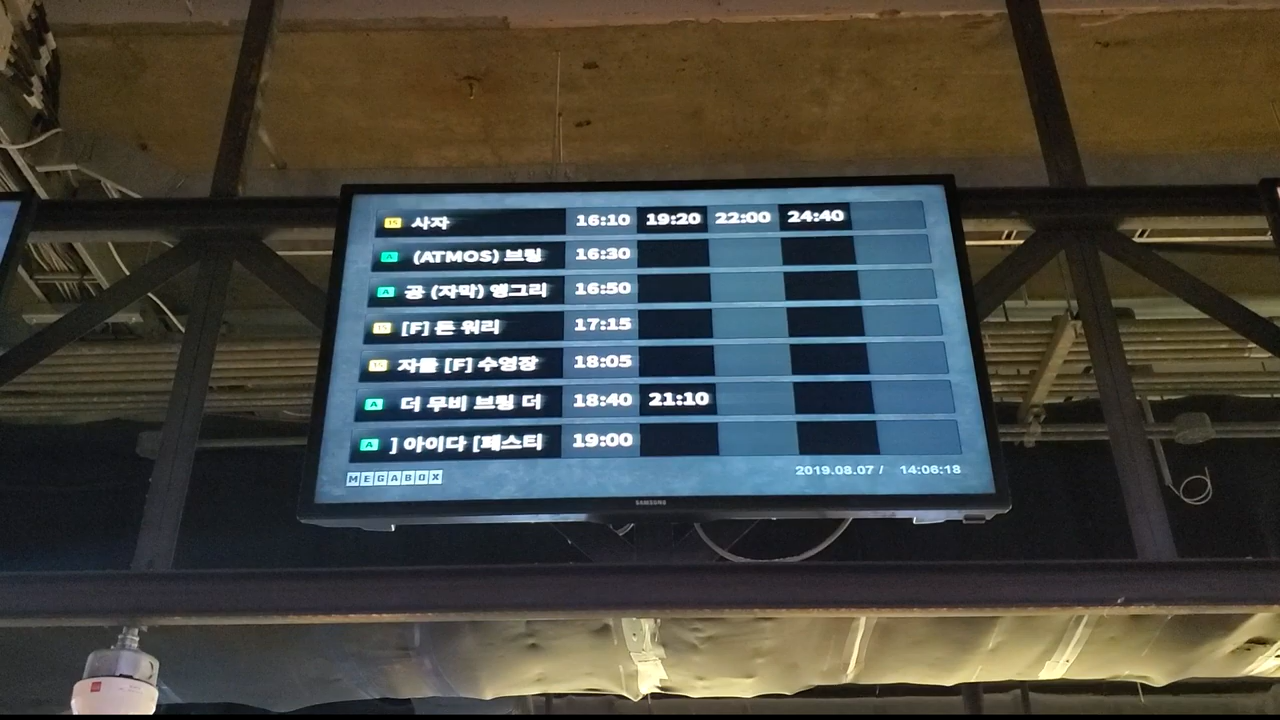 15 사자 16:10 19:20 22:00 24:40
A (ATMOS) 브링 16:30
A 공 (자막) 앵그리 16:50
15 [F] 돈 워리 17:15
15 자들 [F] 수영장 18:05
A 더 무비 브링 더 18:40 21:10
A ] 아이다 [페스티 19:00
MEGABOX 2019.08.07 / 14:06:18
SAMSUNG